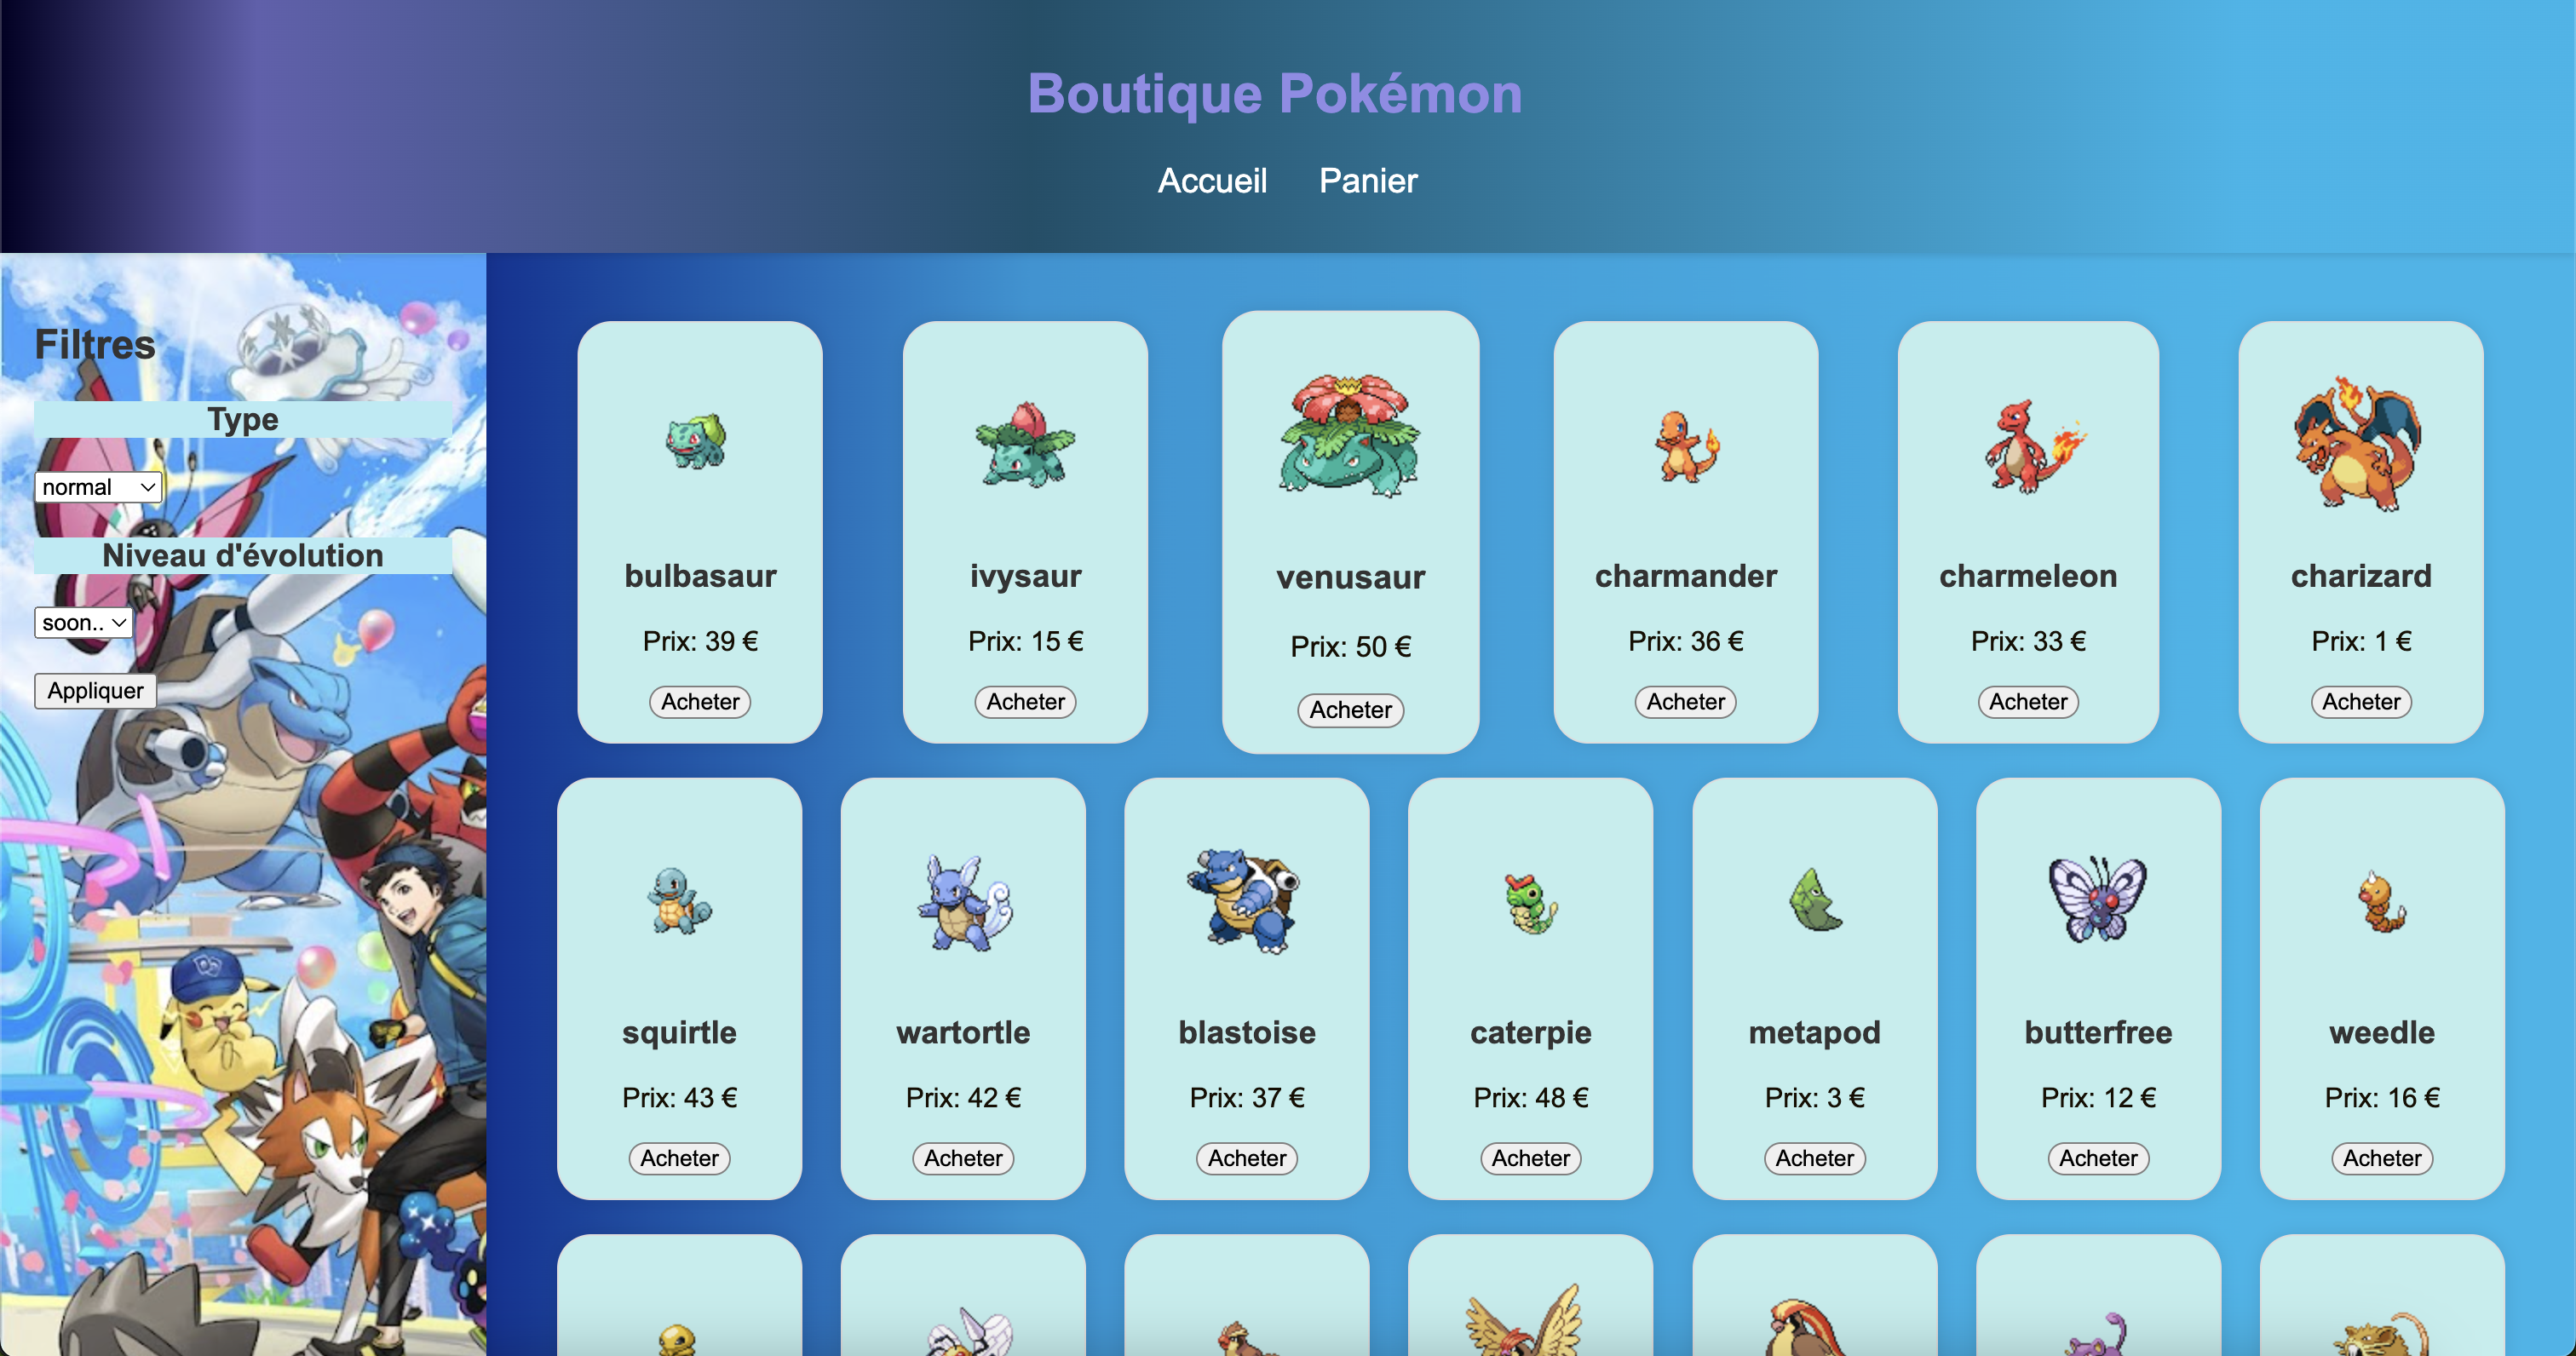 Boutique Pokémon
Accueil Panier
Filtres
Type
normal
Niveau d'évolution
soon..
Appliquer
bulbasaur ivysaur venusaur charmander charmeleon charizard
Prix: 39 € Prix: 15 € Prix: 50 € Prix: 36 € Prix: 33 € Prix: 1 €
Acheter Acheter Acheter Acheter Acheter Acheter
squirtle wartortle blastoise caterpie metapod butterfree weedle
Prix: 43 € Prix: 42 € Prix: 37 € Prix: 48 € Prix: 3 € Prix: 12 € Prix: 16 €
Acheter Acheter Acheter Acheter Acheter Acheter Acheter